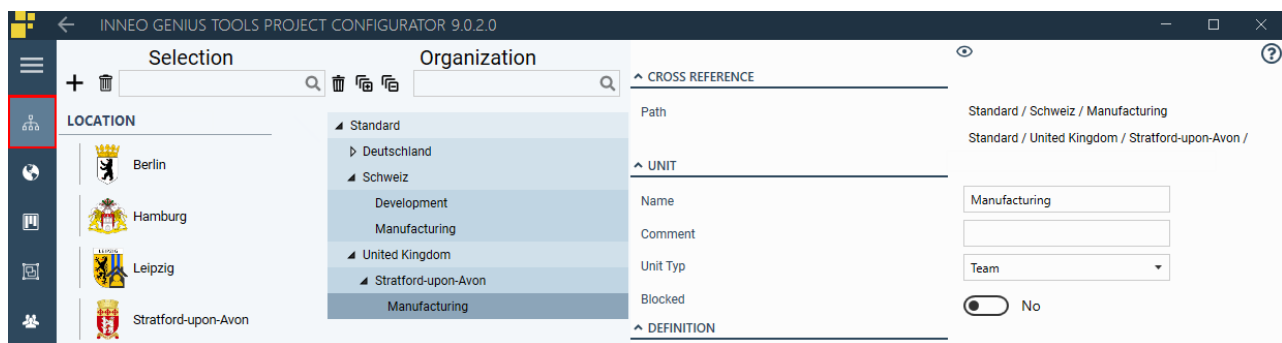 INNEO GENIUS TOOLS PROJECT CONFIGURATOR 9.0.2.0
Selection
LOCATION
Berlin
Hamburg
LEIPZIG
Leipzig
Stratford-upon-Avon
Organization
Standard
Deutschland
Schweiz
Development
Manufacturing
United Kingdom
Stratford-upon-Avon
Manufacturing
CROSS REFERENCE
Path
Standard / Schweiz / Manufacturing
Standard / United Kingdom / Stratford-upon-Avon /
UNIT
Name
Manufacturing
Comment
Unit Typ
Team
Blocked
No
DEFINITION